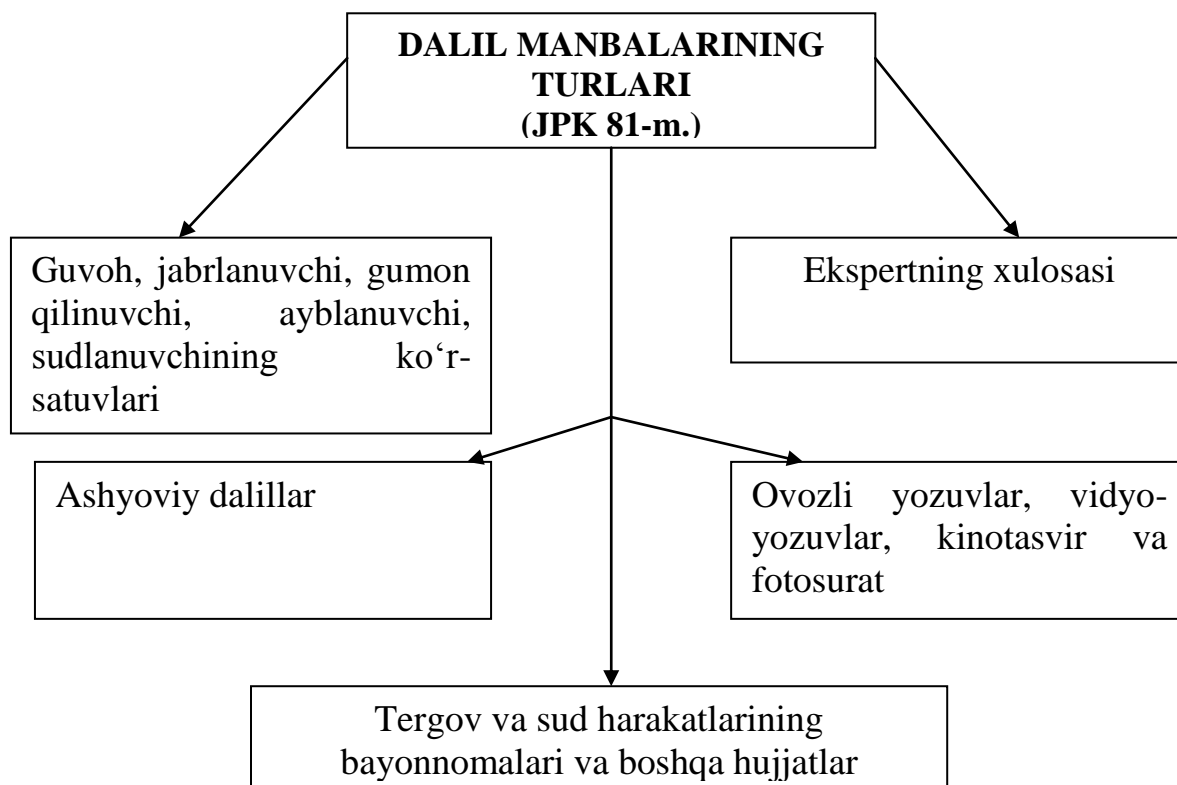 DALIL MANBALARINING
TURLARI
(JPK 81-m.)
Guvoh, jabrlanuvchi, gumon
qilinuvchi, ayblanuvchi,
sudlanuvchining ko‘r-
satuvlari
Ekspertning xulosasi
Ashyoviy dalillar
Ovozli yozuvlar, vidyo-
yozuvlar, kinotasvir va
fotosurat
Tergov va sud harakatlarining
bayonnomalari va boshqa hujjatlar